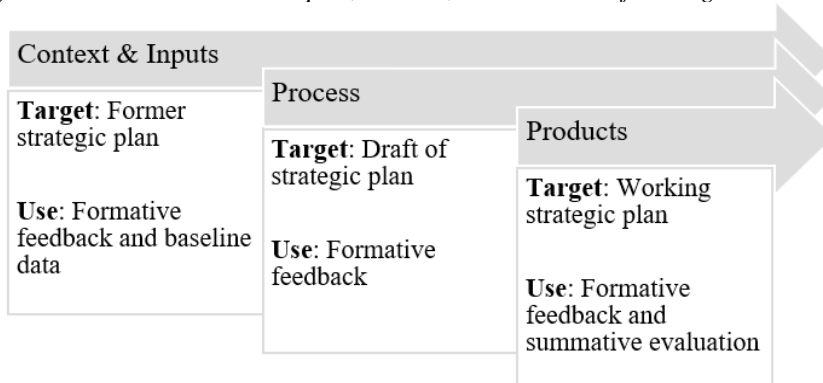 Context & Inputs
Target: Former
strategic plan
Use: Formative
feedback and baseline
data
Process
Target: Draft of
strategic plan
Use: Formative
feedback
Products
Target: Working
strategic plan
Use: Formative
feedback and
summative evaluation